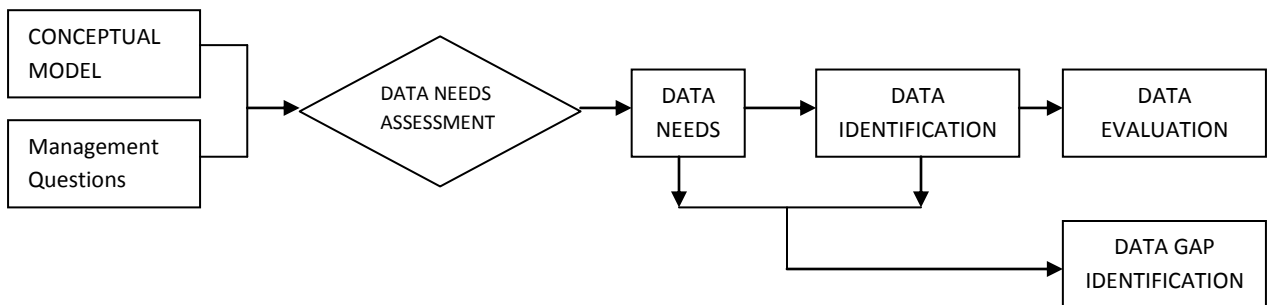 CONCEPTUAL
MODEL
Management
Questions
DATA NEEDS
ASSESSMENT
DATA
NEEDS
DATA
IDENTIFICATION
DATA
EVALUATION
DATA GAP
IDENTIFICATION